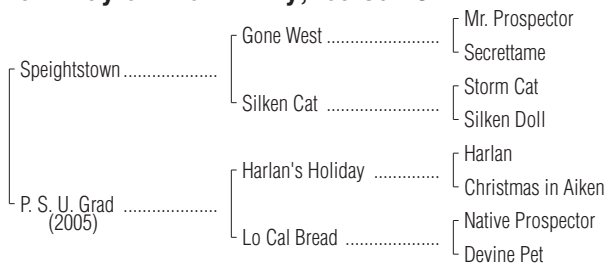 Gone West
Mr. Prospector
Secrettame
Speightstown
Silken Cat
Storm Cat
Silken Doll
Harlan's Holiday
Harlan
Christmas in Aiken
P. S. U. Grad
(2005)
Lo Cal Bread
Native Prospector
Devine Pet